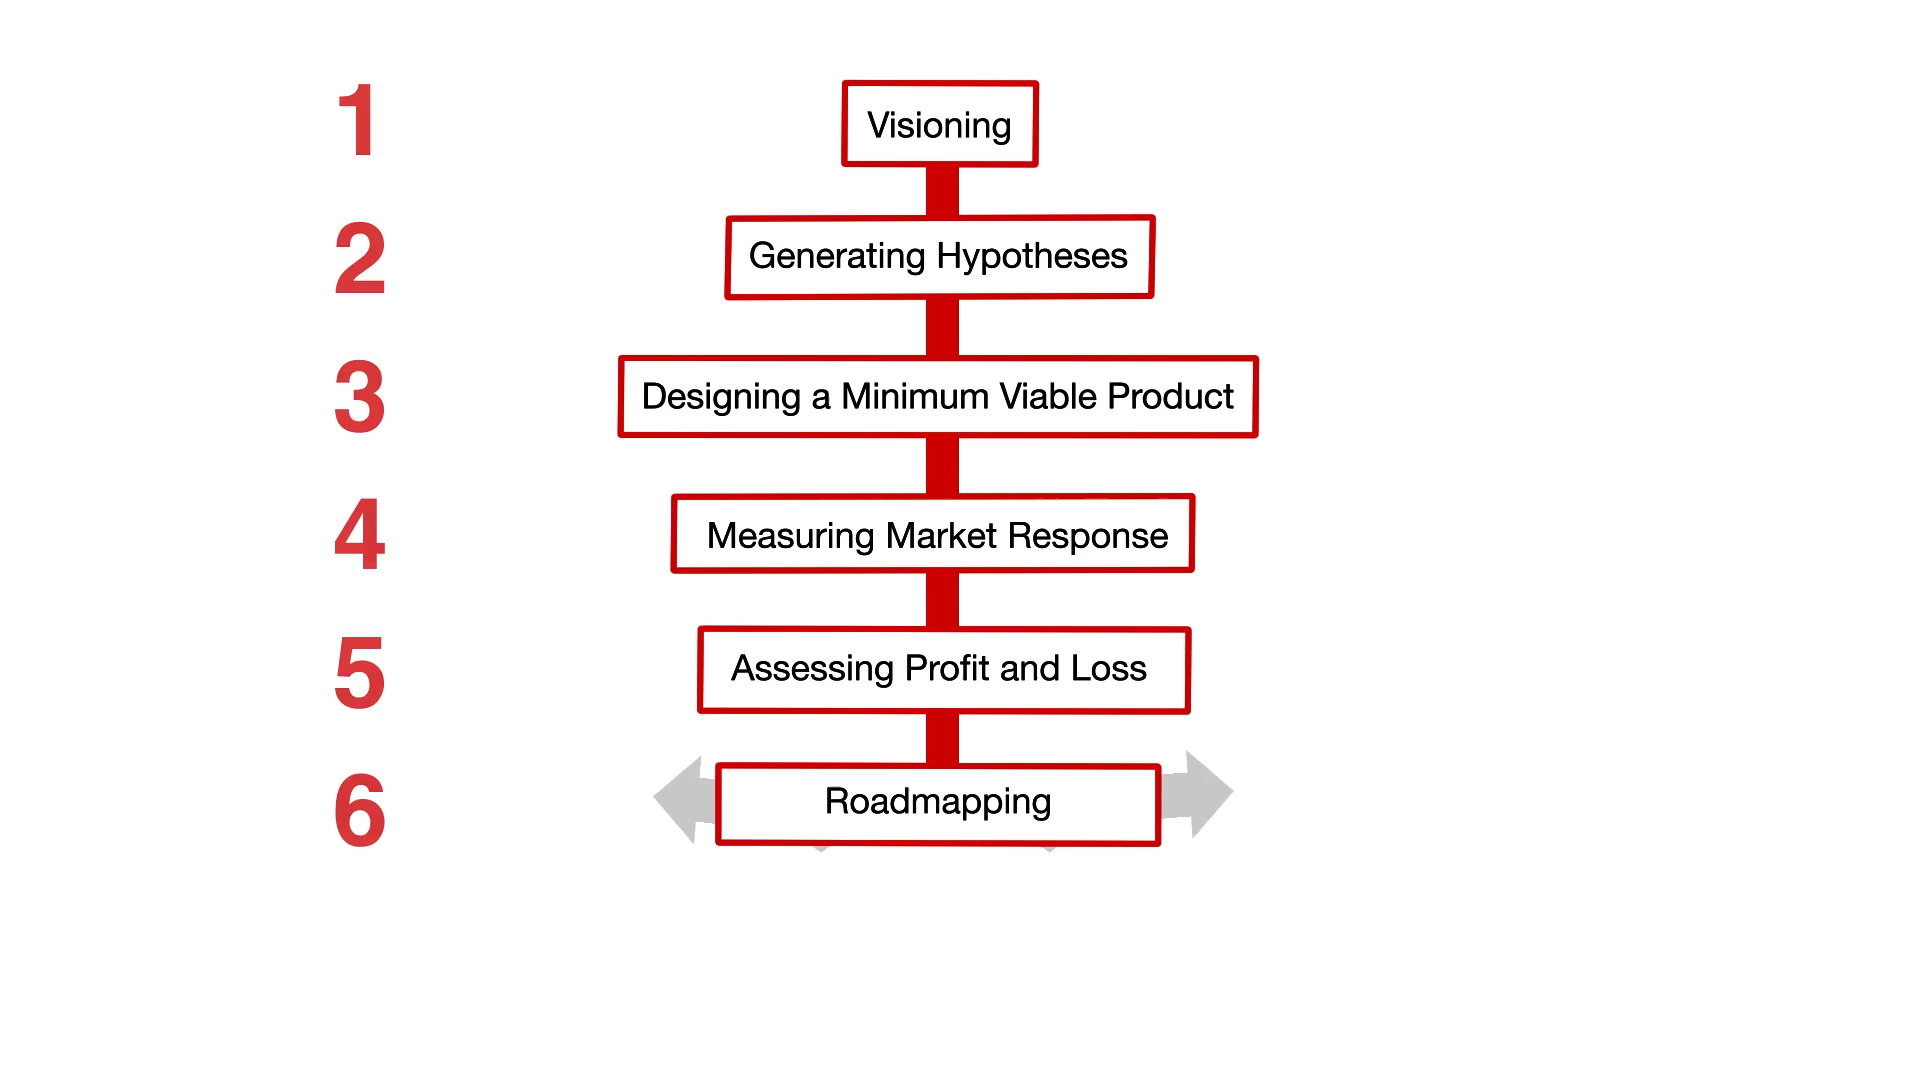 1 Visioning
2 Generating Hypotheses
3 Designing a Minimum Viable Product
4 Measuring Market Response
5 Assessing Profit and Loss
6 Roadmapping